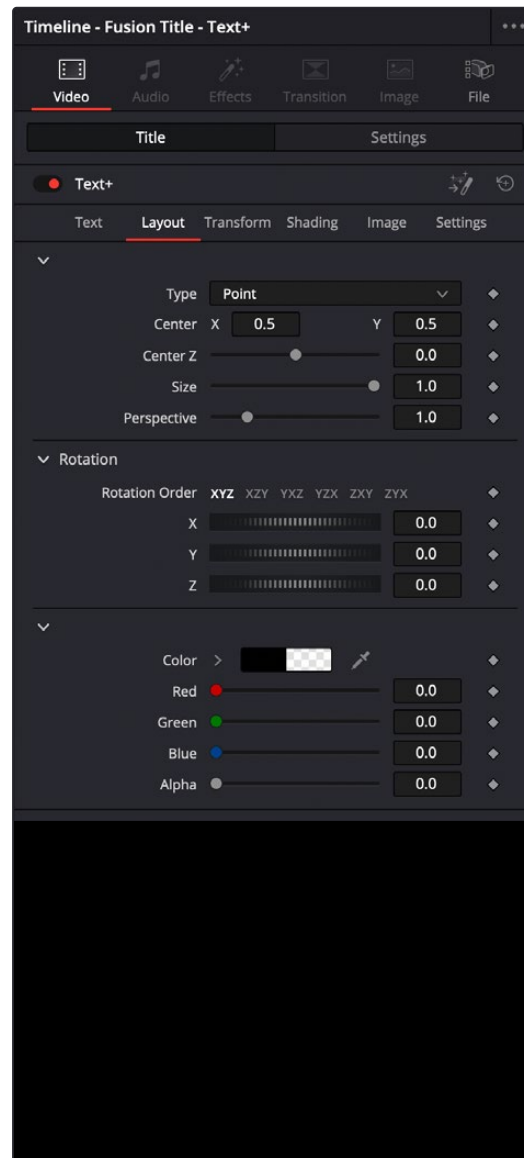 Timeline - Fusion Title - Text+
Video Audio Effects Transition Image File
Title Settings
Text+
Text Layout Transform Shading Image Settings
Type Point
Center X 0.5 Y 0.5
Center Z 0.0
Size 1.0
Perspective 1.0
Rotation
Rotation Order XYZ XZY YXZ YZX ZXY ZYX
X 0.0
Y 0.0
Z 0.0
Color
Red 0.0
Green 0.0
Blue 0.0
Alpha 0.0